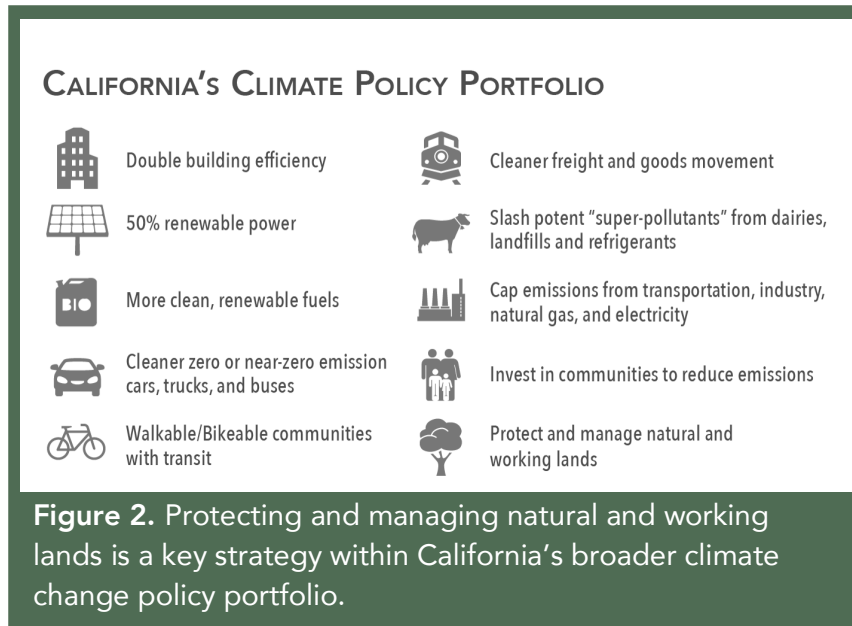 CALIFORNIA'S CLIMATE POLICY PORTFOLIO
Double building efficiency
50% renewable power
BIO
More clean, renewable fuels
Cleaner zero or near-zero emission
cars, trucks, and buses
Walkable/Bikeable communities
with transit
Cleaner freight and goods movement
Slash potent “super-pollutants” from dairies,
landfills and refrigerants
Cap emissions from transportation, industry,
natural gas, and electricity
Invest in communities to reduce emissions
Protect and manage natural and
working lands
Figure 2. Protecting and managing natural and working
lands is a key strategy within California’s broader climate
change policy portfolio.